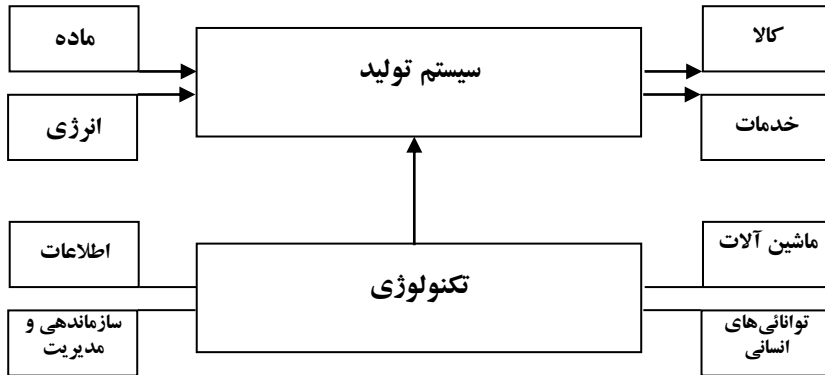 کالا
سیستم تولید
ماده
خدمات
انرژی
ماشین آلات
تکنولوژی
اطلاعات
توانائی‌های
انسانی
سازماندهی و
مدیریت